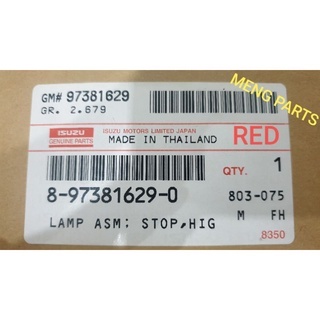 GM# 97381629
GR. 2.679
MENG PARTS
ISUZU
GENUINE PARTS
ISUZU MOTORS LIMITED JAPAN
MADE IN THAILAND
RED
QTY. 1
8-97381629-0
803-075
LAMP ASM: STOP,HIG
M FH
8350